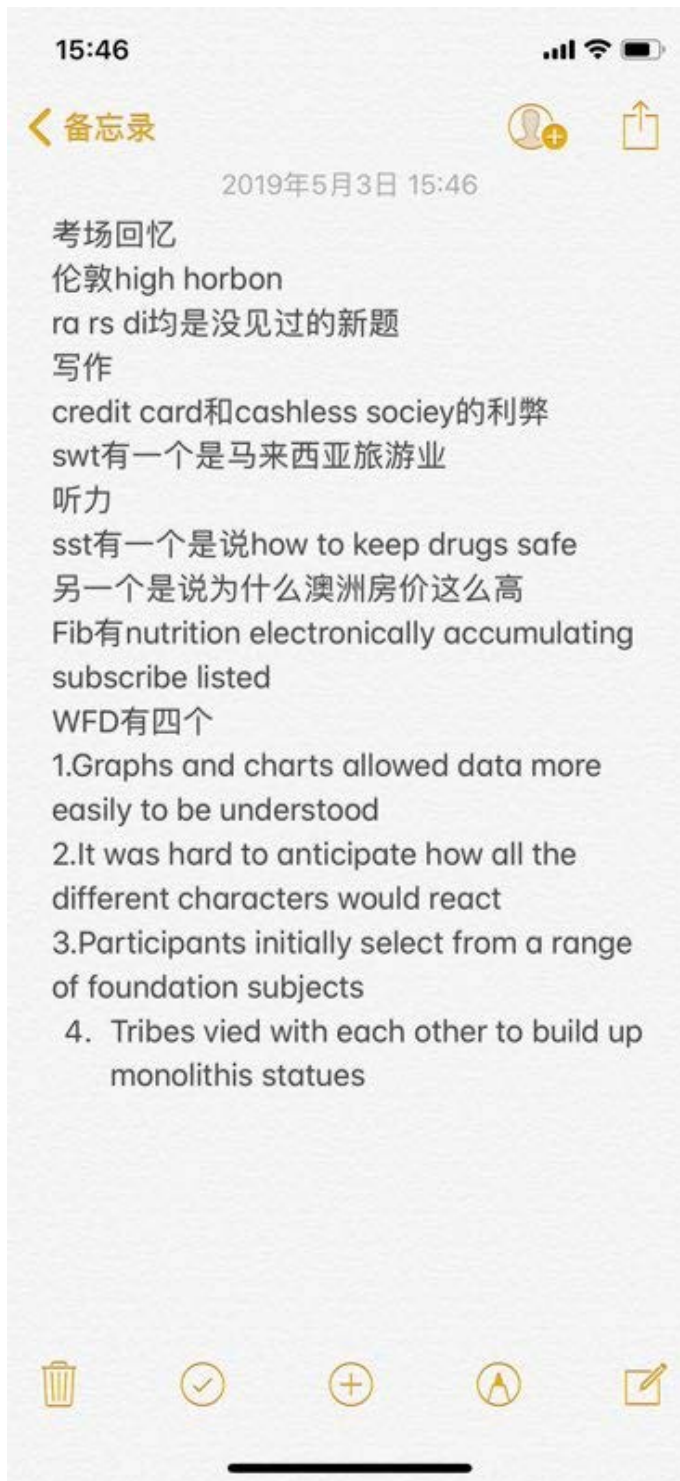 15:46
备忘录
2019年5月3日 15:46
考场回忆
伦敦high horbon
ra rs di均是没见过的新题
写作
credit card和cashless sociey的利弊
swt有一个是马来西亚旅游业
听力
sst有一个是说how to keep drugs safe
另一个是说为什么澳洲房价这么高
Fib有nutrition electronically accumulating
subscribe listed
WFD有四个
1.Graphs and charts allowed data more
easily to be understood
2.It was hard to anticipate how all the
different characters would react
3.Participants initially select from a range
of foundation subjects
4. Tribes vied with each other to build up
monolithis statues